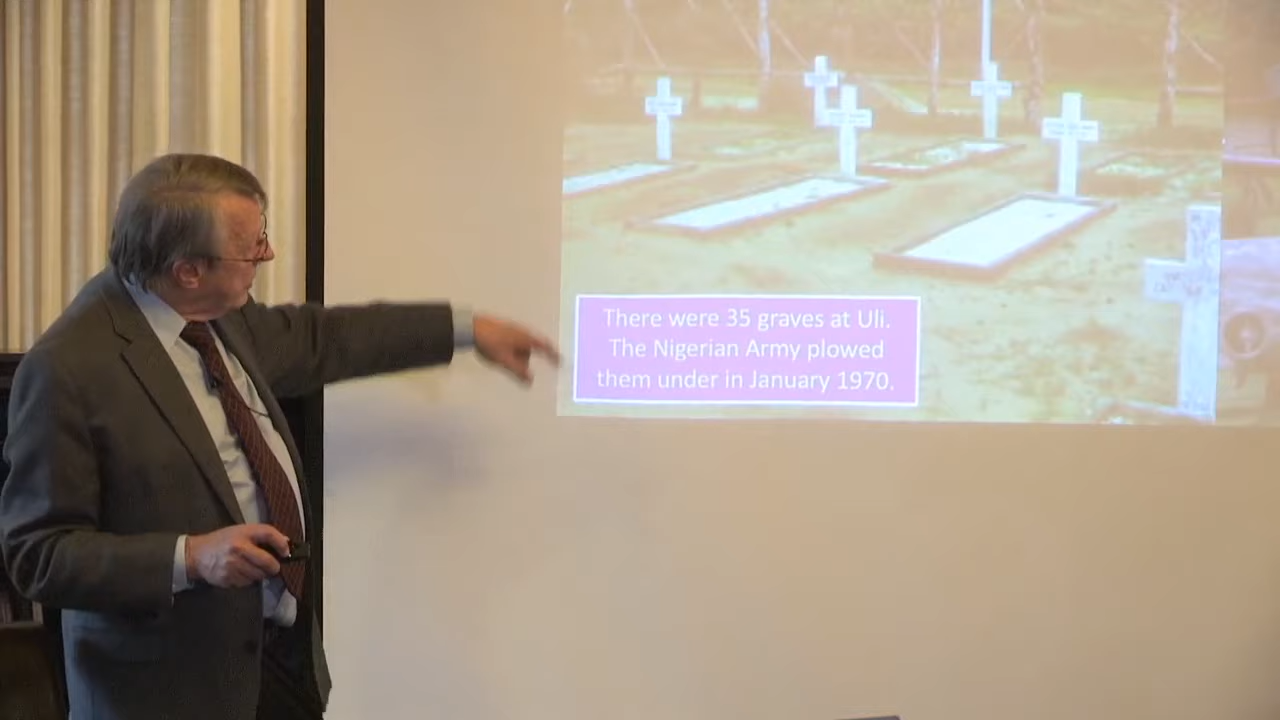 There were 35 graves at Uli.
The Nigerian Army plowed
them under in January 1970.